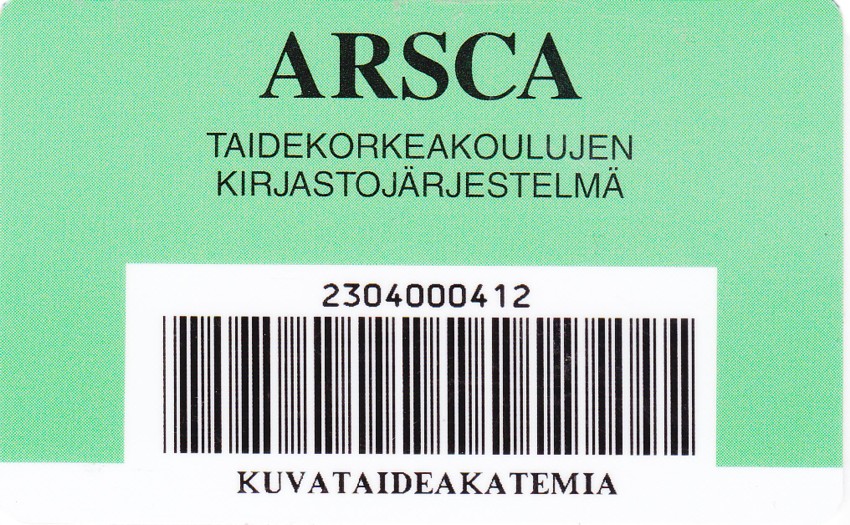 ARSCA
TAIDEKORKEAKOULUJEN
KIRJASTOJÄRJESTELMÄ
2304000412
KUVATAIDEAKATEMIA